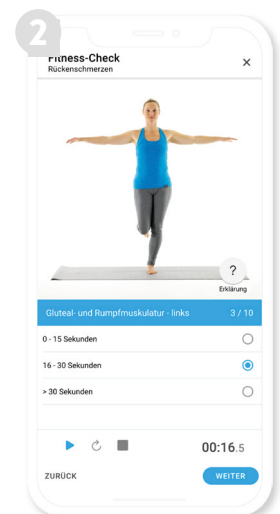 2
Fitness-Check
Rückenschmerzen
?
Erklärung
Gluteal- und Rumpfmuskulatur - links 3 / 10
0 - 15 Sekunden
16 - 30 Sekunden
> 30 Sekunden
00:16.5
ZURÜCK WEITER